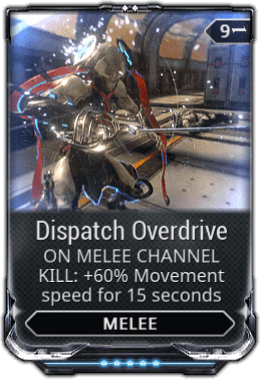 9
Dispatch Overdrive
ON MELEE CHANNEL
KILL: +60% Movement
speed for 15 seconds
MELEE